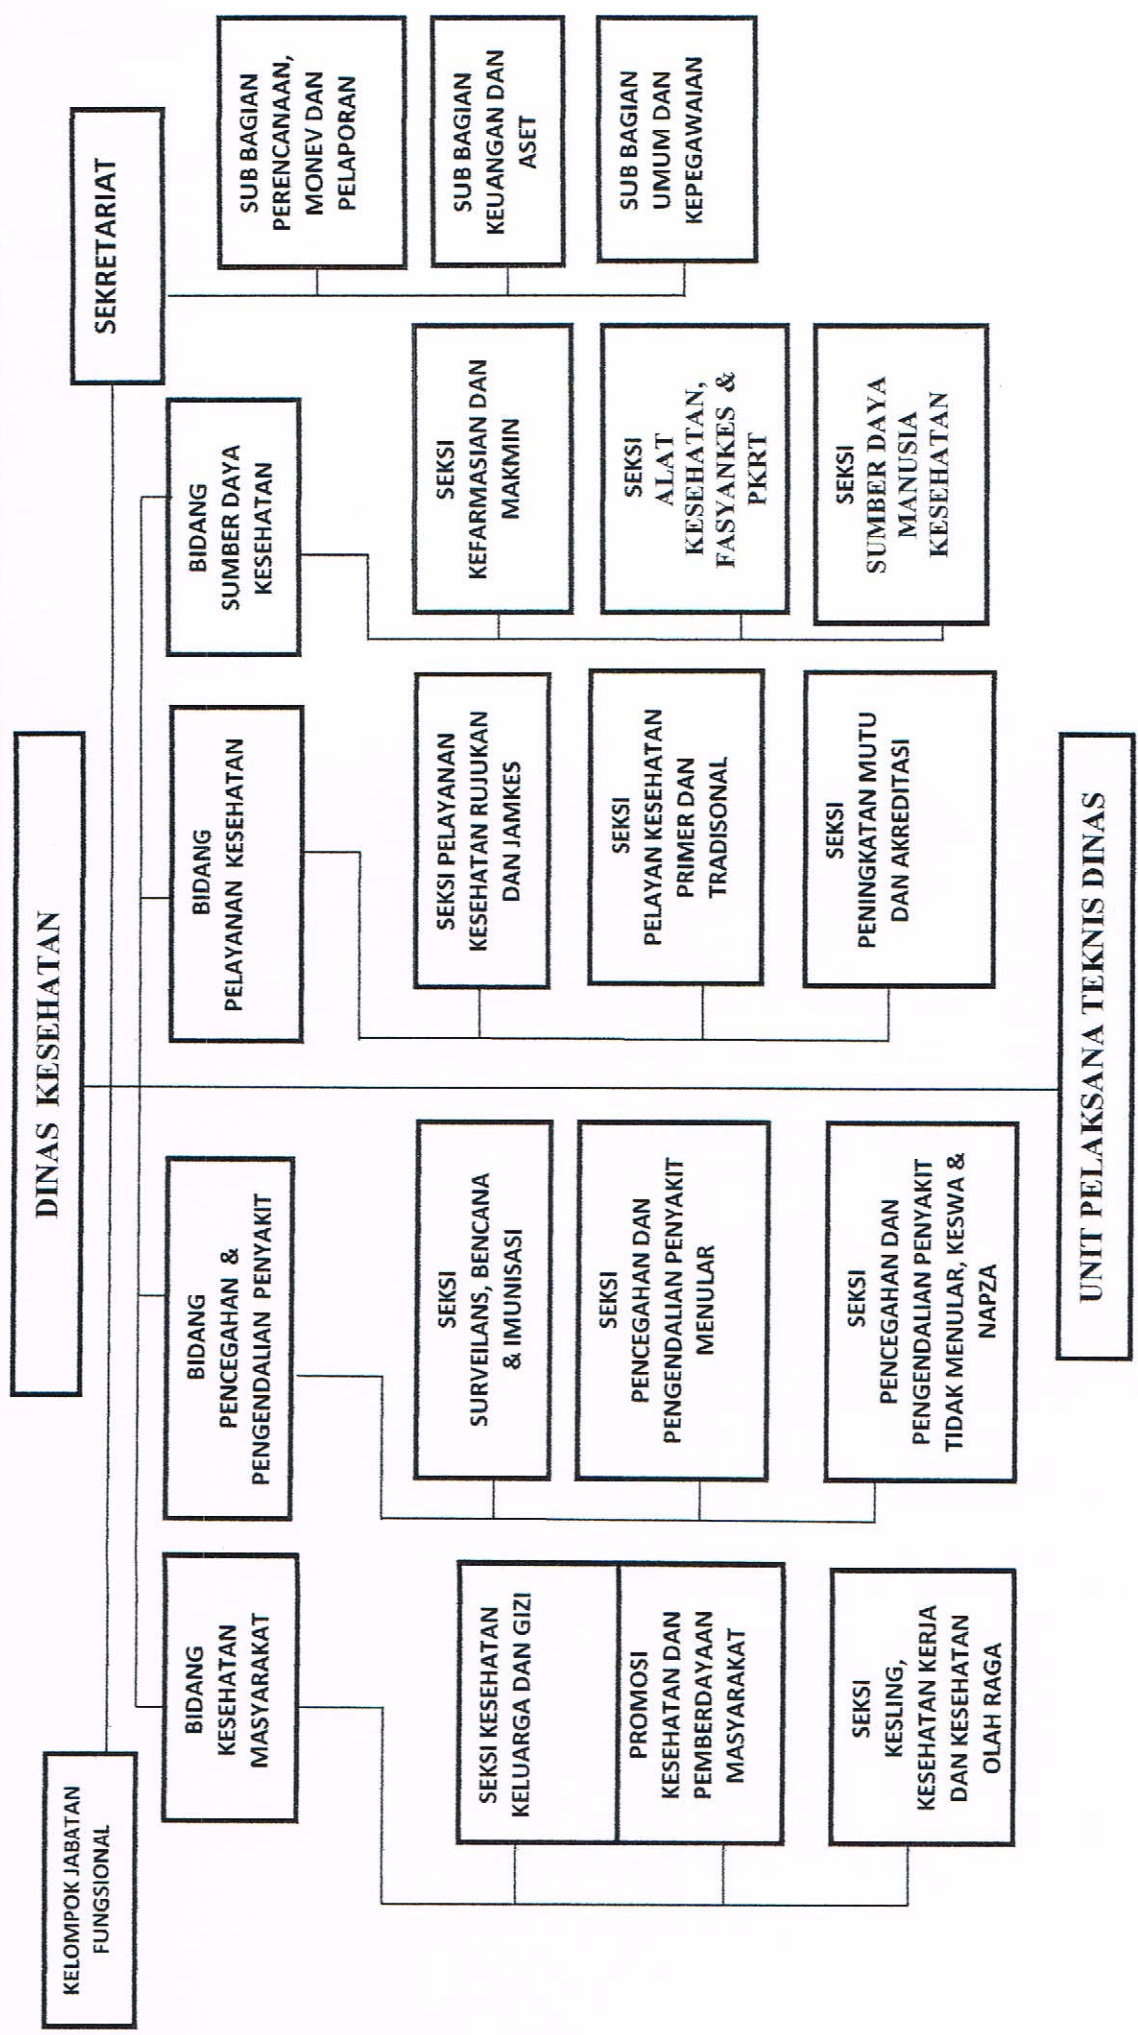 DINAS KESEHATAN
KELOMPOK JABATAN
FUNGSIONAL
SEKRETARIAT
SUB BAGIAN
PERENCANAAN,
MONEV DAN
PELAPORAN
SUB BAGIAN
KEUANGAN DAN
ASET
SUB BAGIAN
UMUM DAN
KEPEGAWAIAN
BIDANG
KESEHATAN
MASYARAKAT
SEKSI KESEHATAN
KELUARGA DAN GIZI
PROMOSI
KESEHATAN DAN
PEMBERDAYAAN
MASYARAKAT
SEKSI
KESLING,
KESEHATAN KERJA
DAN KESEHATAN
OLAH RAGA
BIDANG
PENCEGAHAN &
PENGENDALIAN PENYAKIT
SEKSI
SURVEILANS, BENCANA
& IMUNISASI
SEKSI
PENCEGAHAN DAN
PENGENDALIAN PENYAKIT
MENULAR
SEKSI
PENCEGAHAN DAN
PENGENDALIAN PENYAKIT
TIDAK MENULAR, KESWA &
NAPZA
BIDANG
PELAYANAN KESEHATAN
SEKSI PELAYANAN
KESEHATAN RUJUKAN
DAN JAMKES
SEKSI
PELAYAN KESEHATAN
PRIMER DAN
TRADISONAL
SEKSI
PENINGKATAN MUTU
DAN AKREDITASI
BIDANG
SUMBER DAYA
KESEHATAN
SEKSI
KEFARMASIAN DAN
MAKMIN
SEKSI
ALAT
KESEHATAN,
FASYANKES &
PKRT
SEKSI
SUMBER DAYA
MANUSIA
KESEHATAN
UNIT PELAKSANA TEKNIS DINAS